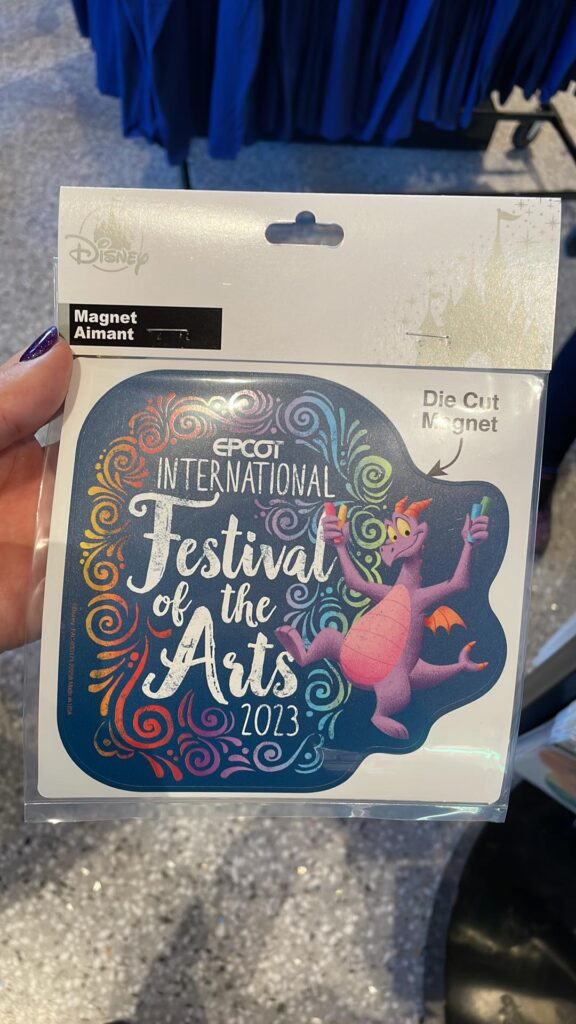 Disney
Magnet
Aimant
Die Cut
Magnet
EPCOT
INTERNATIONAL
Festival
of the
Arts
2023